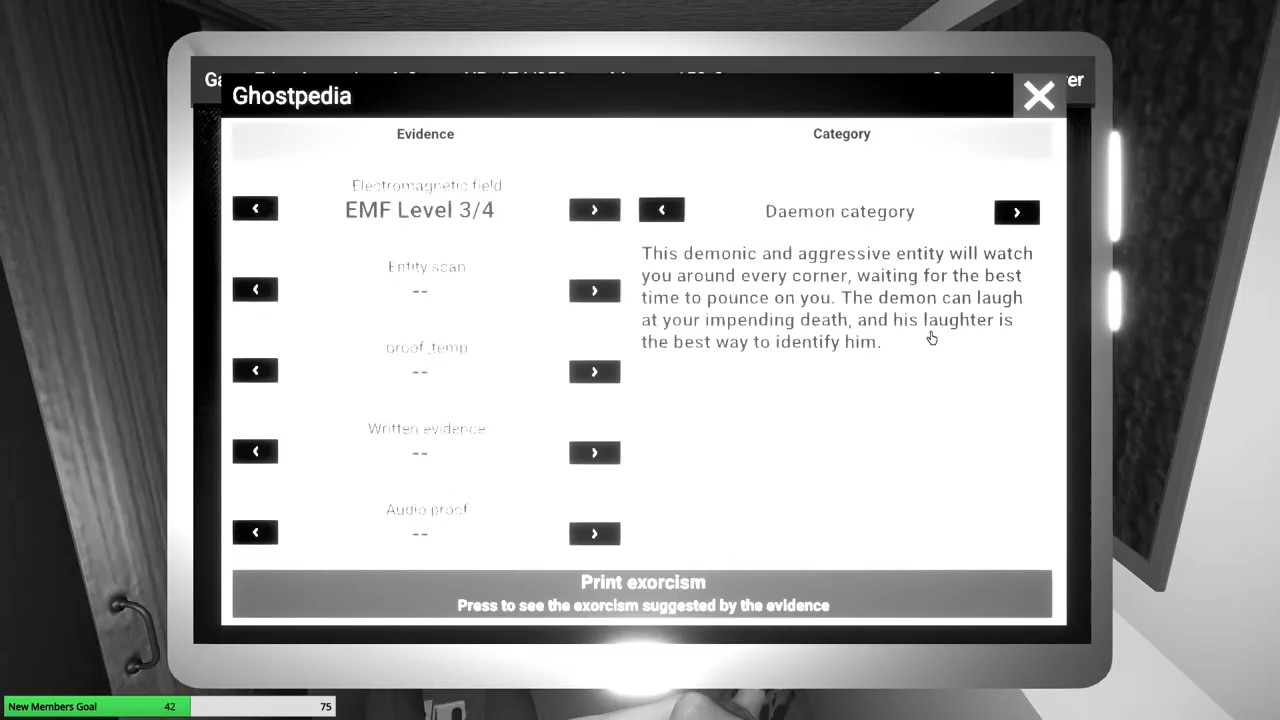 Ghostpedia
Evidence
Category
Electromagnetic field
EMF Level 3/4
Entity scan
--
proof_temp
--
Written evidence
--
Audio proof
--
Daemon category
This demonic and aggressive entity will watch
you around every corner, waiting for the best
time to pounce on you. The demon can laugh
at your impending death, and his laughter is
the best way to identify him.
Print exorcism
Press to see the exorcism suggested by the evidence
New Members Goal 42 75